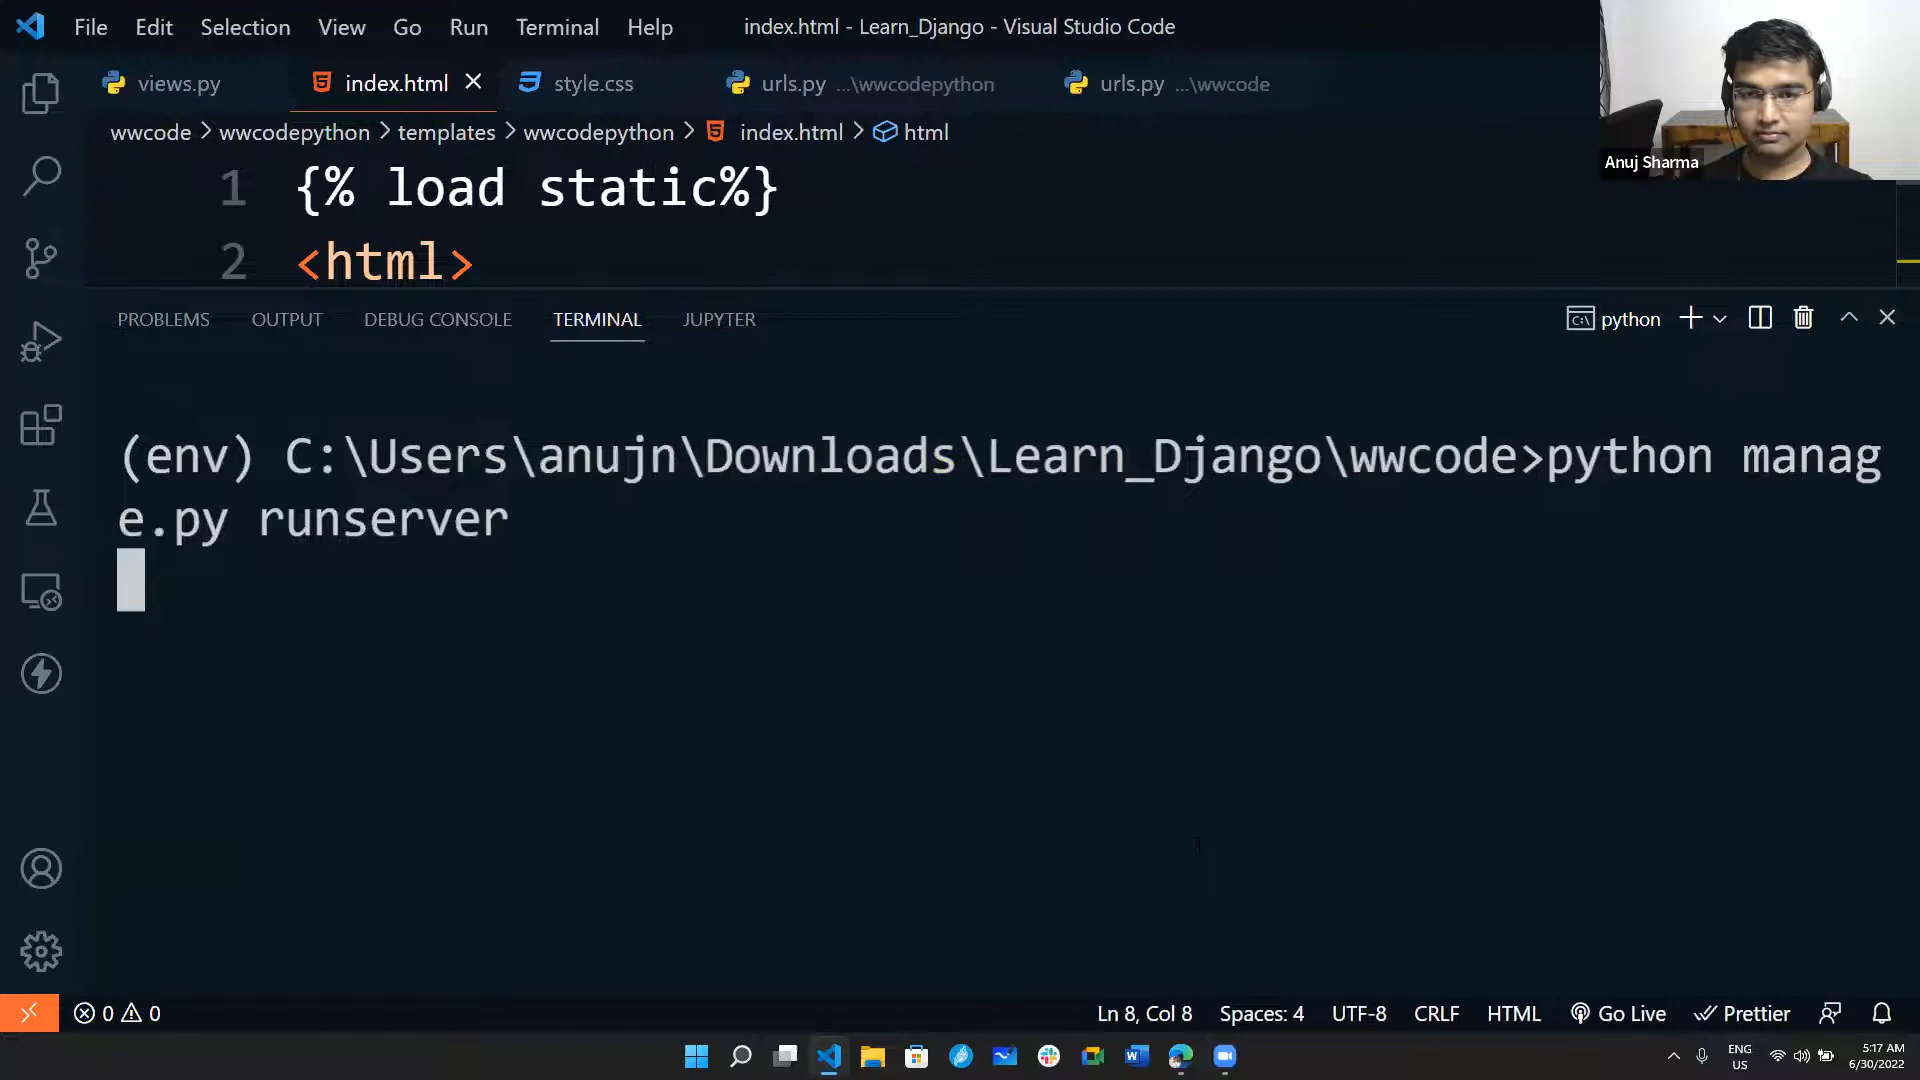 File Edit Selection View Go Run Terminal Help
index.html - Learn_Django - Visual Studio Code
views.py index.html style.css urls.py ...\wwcodepython urls.py ...\wwcode
wwcode > wwcodepython > templates > wwcodepython > index.html > html
Anuj Sharma
1 {% load static%}
2 <html>
PROBLEMS OUTPUT DEBUG CONSOLE TERMINAL JUPYTER
python
(env) C:\Users\anujn\Downloads\Learn_Django\wwcode>python manag
e.py runserver
0 0
Ln 8, Col 8 Spaces: 4 UTF-8 CRLF HTML Go Live Prettier
ENG
US
5:17 AM
6/30/2022